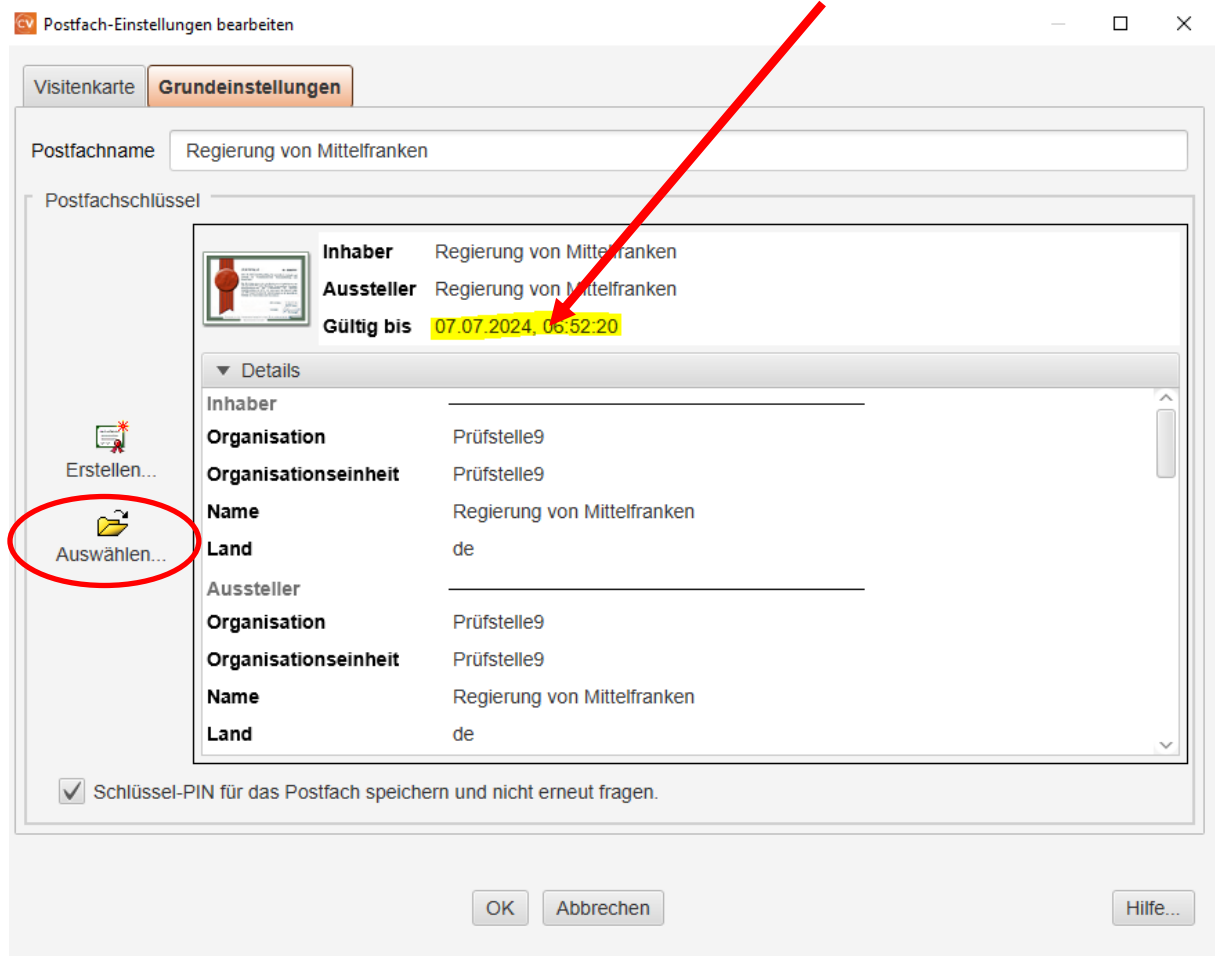 CV Postfach-Einstellungen bearbeiten
Visitenkarte Grundeinstellungen
Postfachname Regierung von Mittelfranken
Postfachschlüssel
Inhaber Regierung von Mittelfranken
Aussteller Regierung von Mittelfranken
Gültig bis 07.07.2024, 06:52:20
Details
Inhaber
Organisation Prüfstelle9
Organisationseinheit Prüfstelle9
Name Regierung von Mittelfranken
Land de
Aussteller
Organisation Prüfstelle9
Organisationseinheit Prüfstelle9
Name Regierung von Mittelfranken
Land de
Erstellen...
Auswählen...
Schlüssel-PIN für das Postfach speichern und nicht erneut fragen.
OK Abbrechen Hilfe...